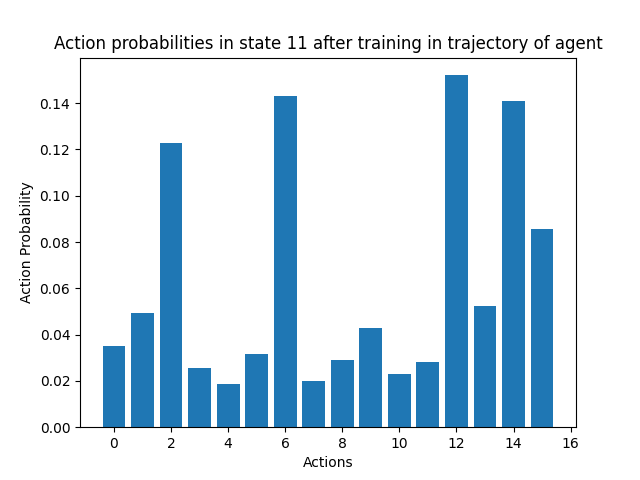 Action probabilities in state 11 after training in trajectory of agent
0.14
0.12
0.10
0.08
0.06
0.04
0.02
0.00
Action Probability
0 2 4 6 8 10 12 14 16
Actions